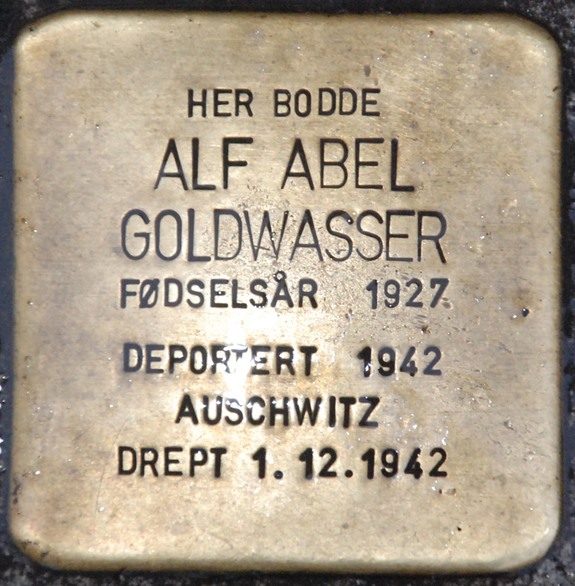 HER BODDE
ALF ABEL
GOLDWASSER
FØDSELSÅR 1927
DEPORTERT 1942
AUSCHWITZ
DREPT 1.12.1942